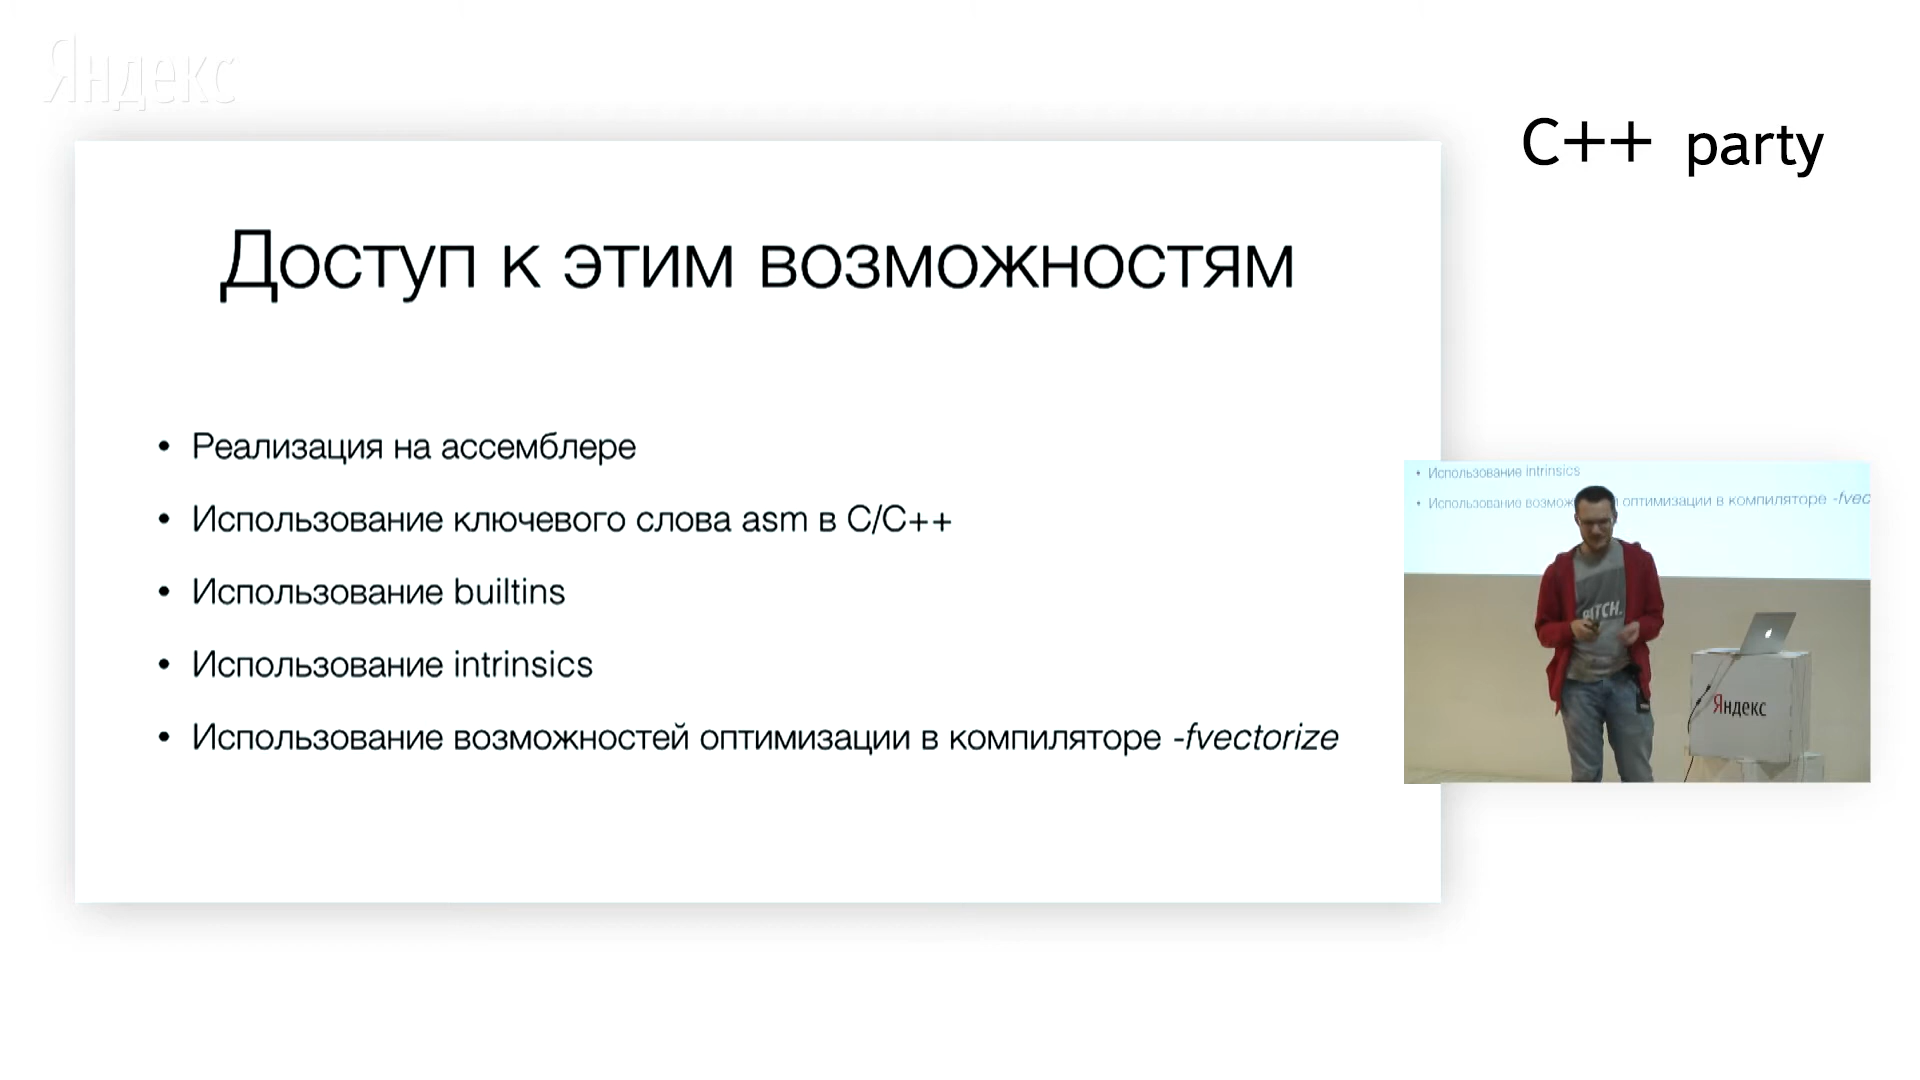 Яндекс
C++ party
Доступ к этим возможностям
• Реализация на ассемблере
• Использование ключевого слова asm в C/C++
• Использование builtins
• Использование intrinsics
• Использование возможностей оптимизации в компиляторе -fvectorize
• Использование intrinsics
• Использование оптимизации в компиляторе -fvec
Яндекс